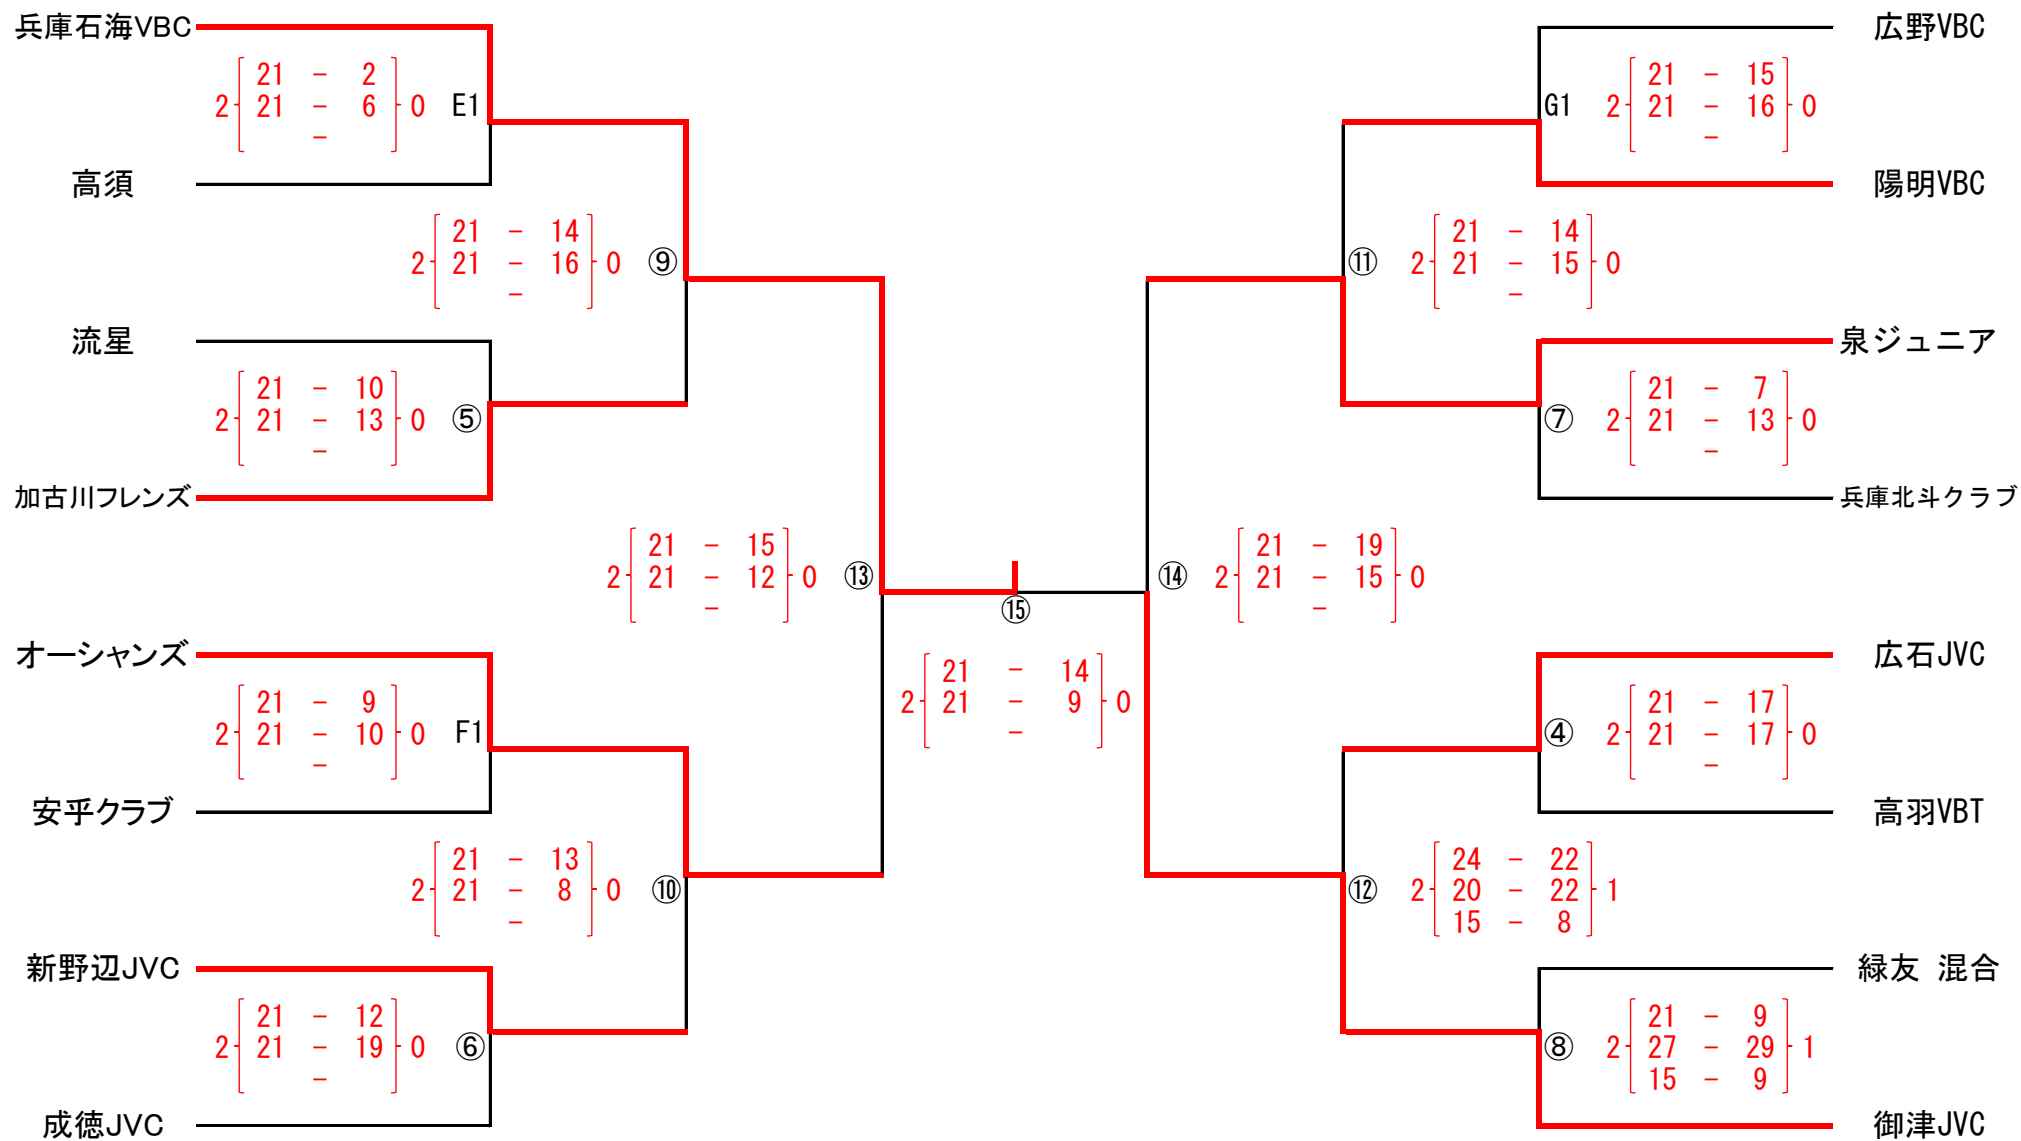 兵庫石海VBC
広野VBC
21 - 2
2 21 - 6 0 E1
-
21 - 15
G1 2 21 - 16 0
-
高須
陽明VBC
21 - 14
2 21 - 16 0 ⑨
-
21 - 14
⑪ 2 21 - 15 0
-
流星
泉ジュニア
21 - 10
2 21 - 13 0 ⑤
-
21 - 7
⑦ 2 21 - 13 0
-
加古川フレンズ
兵庫北斗クラブ
21 - 15
2 21 - 12 0 ⑬
-
21 - 19
⑭ 2 21 - 15 0
-
⑮
オーシャンズ
広石JVC
21 - 14
2 21 - 9 0
-
21 - 9
2 21 - 10 0 F1
-
21 - 17
④ 2 21 - 17 0
-
安乎クラブ
高羽VBT
21 - 13
2 21 - 8 0 ⑩
-
24 - 22
⑫ 2 20 - 22 1
15 - 8
新野辺JVC
緑友 混合
21 - 12
2 21 - 19 0 ⑥
-
21 - 9
⑧ 2 27 - 29 1
15 - 9
成徳JVC
御津JVC